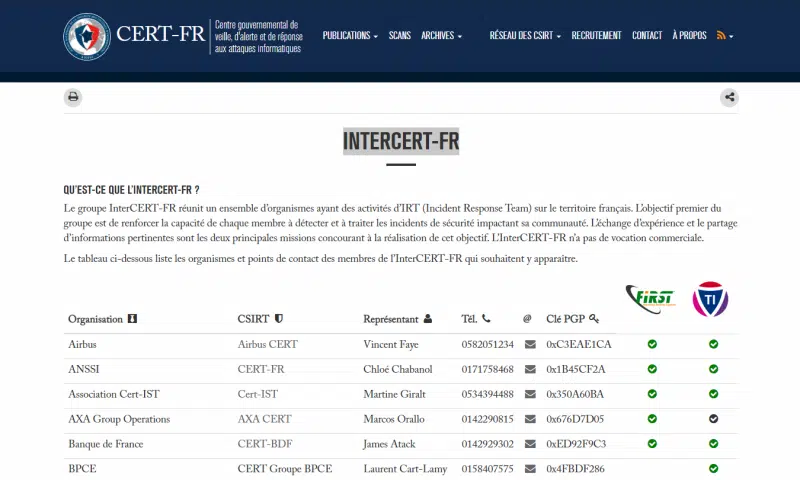 CERT-FR
Centre gouvernemental de
veille, d'alerte et de réponse
aux attaques informatiques
PUBLICATIONS SCANS ARCHIVES RÉSEAU DES CSIRT RECRUTEMENT CONTACT À PROPOS
INTERCERT-FR
QU'EST-CE QUE L'INTERCERT-FR ?
Le groupe InterCERT-FR réunit un ensemble d'organismes ayant des activités d'IRT (Incident Response Team) sur le territoire français. L'objectif premier du
groupe est de renforcer la capacité de chaque membre à détecter et à traiter les incidents de sécurité impactant sa communauté. L'échange d'expérience et le partage
d'informations pertinentes sont les deux principales missions concourant à la réalisation de cet objectif. L'InterCERT-FR n'a pas de vocation commerciale.
Le tableau ci-dessous liste les organismes et points de contact des membres de l'InterCERT-FR qui souhaitent y apparaître.
FIRST TI
Organisation CSIRT Représentant Tél. @ Clé PGP
Airbus Airbus CERT Vincent Faye 0582051234 0xC3EAE1CA
ANSSI CERT-FR Chloé Chabanol 0171758468 0x1B45CF2A
Association Cert-IST Cert-IST Martine Giralt 0534394488 0x350A60BA
AXA Group Operations AXA CERT Marcos Orallo 0142290815 0x676D7D05
Banque de France CERT-BDF James Atack 0142929302 0xED92F9C3
BPCE CERT Groupe BPCE Laurent Cart-Lamy 0158407575 0x4FBDF286